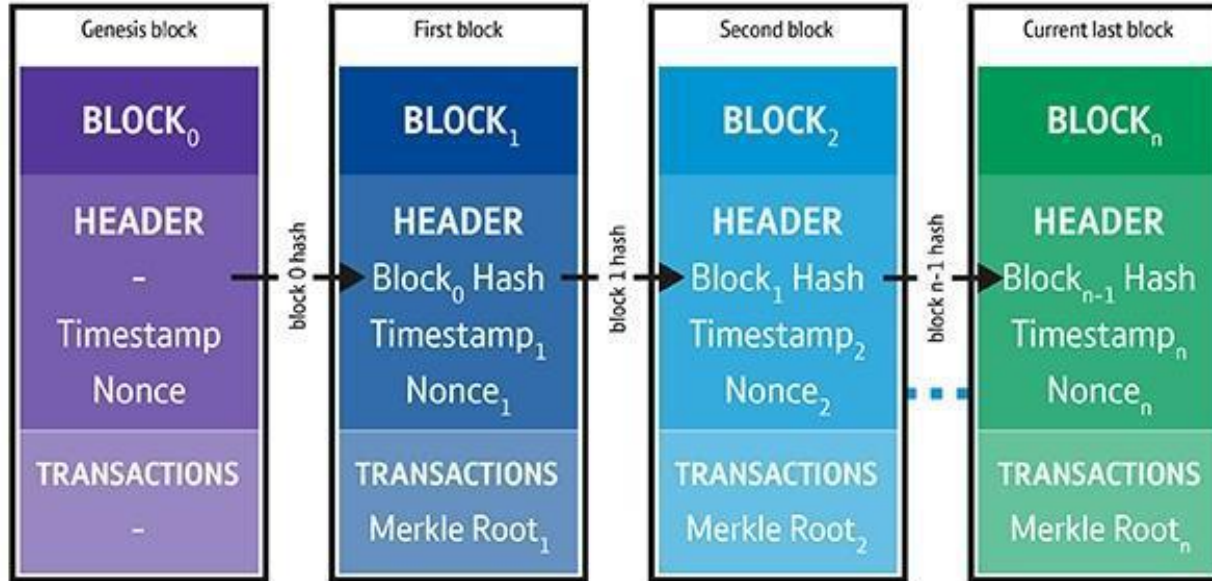 Genesis block
BLOCK₀
HEADER
-
Timestamp
Nonce
TRANSACTIONS
-
block 0 hash
First block
BLOCK₁
HEADER
Block₀ Hash
Timestamp₁
Nonce₁
TRANSACTIONS
Merkle Root₁
block 1 hash
Second block
BLOCK₂
HEADER
Block₁ Hash
Timestamp₂
Nonce₂
TRANSACTIONS
Merkle Root₂
block n-1 hash
Current last block
BLOCKₙ
HEADER
Blockₙ₋₁ Hash
Timestampₙ
Nonceₙ
TRANSACTIONS
Merkle Rootₙ